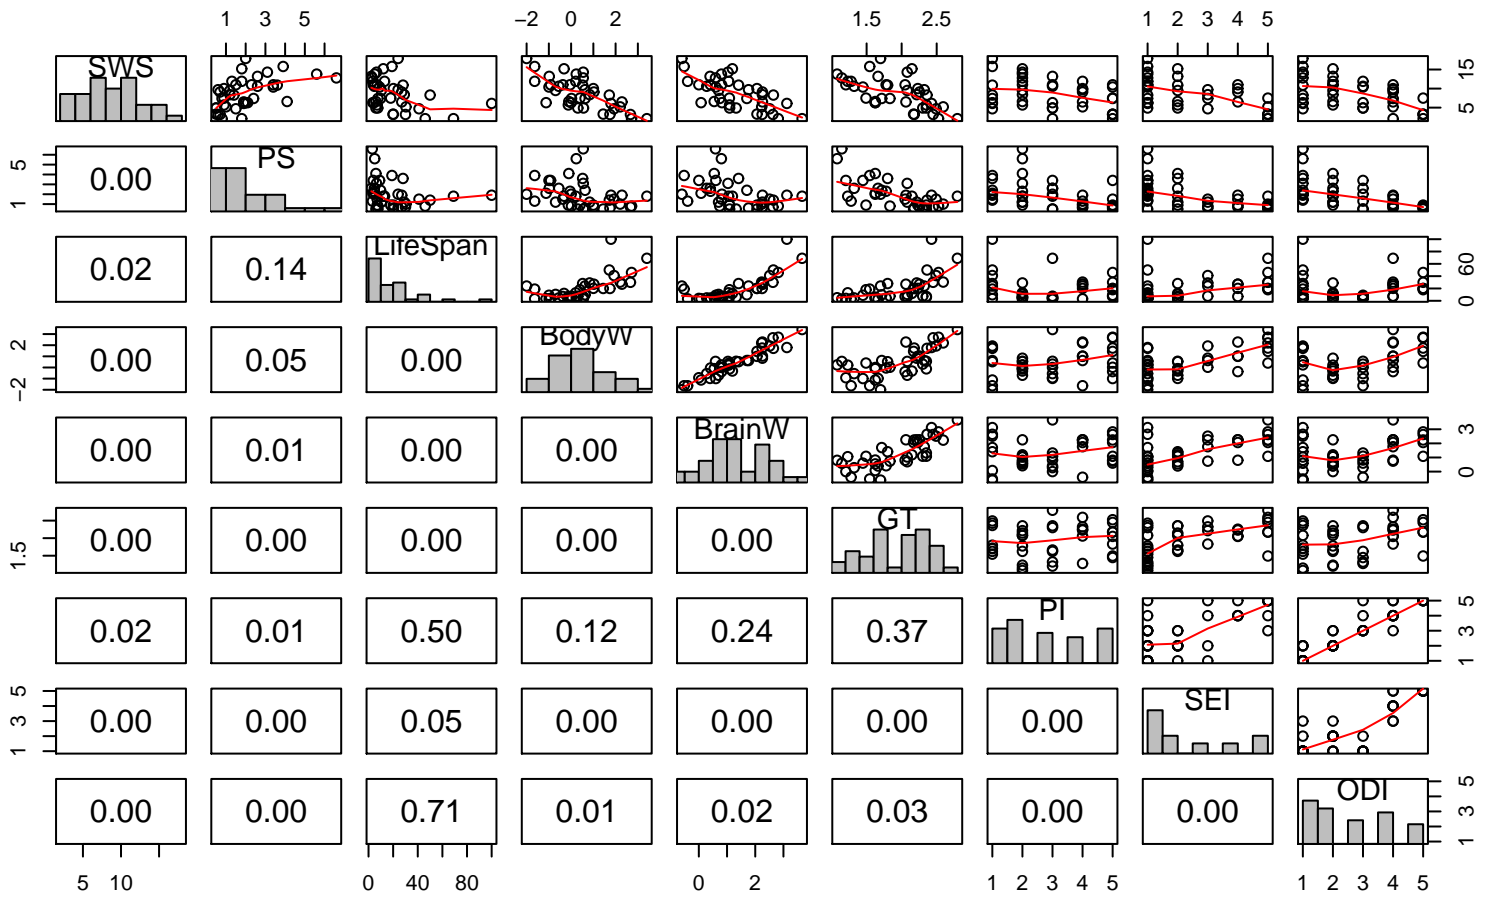 1 3 5 −2 0 2 1.5 2.5 1 2 3 4 5
SWS 5 15
1 5 0.00 PS
0.02 0.14 LifeSpan 0 60
−2 2 0.00 0.05 0.00 BodyW
0.00 0.01 0.00 0.00 BrainW 0 3
1.5 0.00 0.00 0.00 0.00 0.00 GT
0.02 0.01 0.50 0.12 0.24 0.37 PI 1 3 5
1 3 5 0.00 0.00 0.05 0.00 0.00 0.00 0.00 SEI
0.00 0.00 0.71 0.01 0.02 0.03 0.00 0.00 ODI 1 3 5
5 10 0 40 80 0 2 1 2 3 4 5 1 2 3 4 5